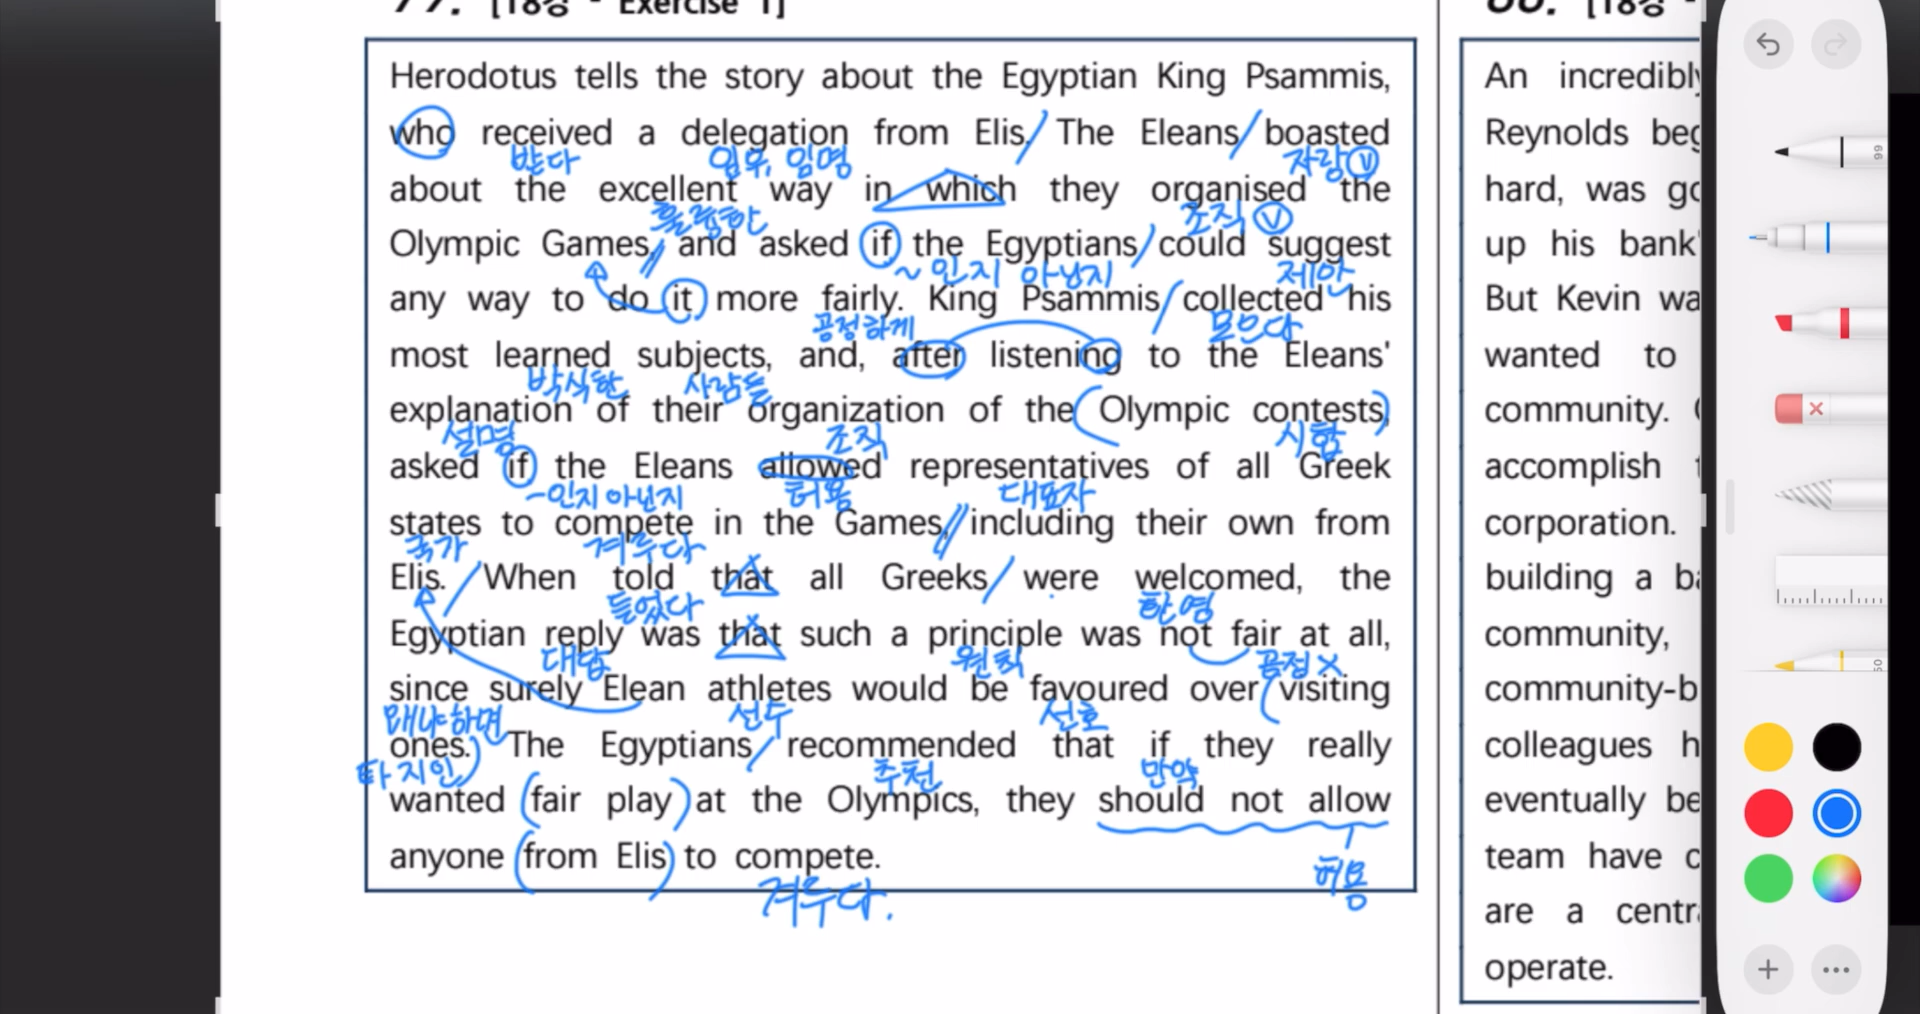 [18강 - Exercise 1]
Herodotus tells the story about the Egyptian King Psammis,
who received a delegation from Elis. The Eleans boasted
받다 임무, 임명 자랑 V
about the excellent way in which they organised the
훌륭한 조직 V
Olympic Games, and asked if the Egyptians could suggest
~인지 아닌지 제안
any way to do it more fairly. King Psammis collected his
공정하게 모으다
most learned subjects, and, after listening to the Eleans'
박식한 사람들
explanation of their organization of the Olympic contests,
설명 조직 시합
asked if the Eleans allowed representatives of all Greek
~인지 아닌지 허용 대표자
states to compete in the Games, including their own from
국가 겨루다
Elis. When told that all Greeks were welcomed, the
들었다 환영
Egyptian reply was that such a principle was not fair at all,
대답 원칙 공정 X
since surely Elean athletes would be favoured over visiting
왜냐하면 선수 선호
ones. The Egyptians recommended that if they really
타지인 추천 만약
wanted fair play at the Olympics, they should not allow
anyone from Elis to compete.
허용
겨루다.
[18강 -
An incredibly
Reynolds beg
hard, was go
up his bank'
But Kevin wa
wanted to
community.
accomplish
corporation.
building a ba
community,
community-b
colleagues h
eventually be
team have c
are a centra
operate.